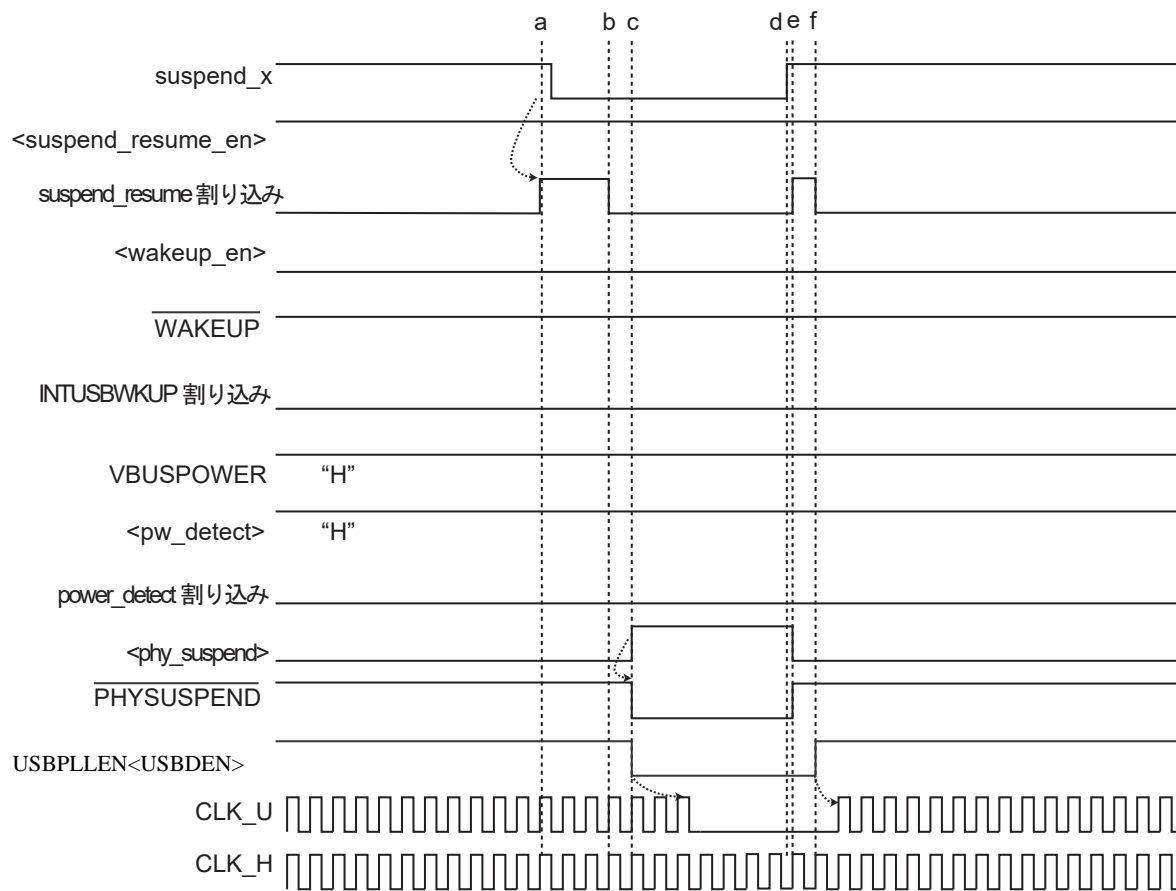 a b c d e f
suspend_x
<suspend_resume_en>
suspend_resume 割り込み
<wakeup_en>
WAKEUP
INTUSBWKUP 割り込み
VBUSPOWER “H”
<pw_detect> “H”
power_detect 割り込み
<phy_suspend>
PHYSUSPEND
USBPLLEN<USBDEN>
CLK_U
CLK_H